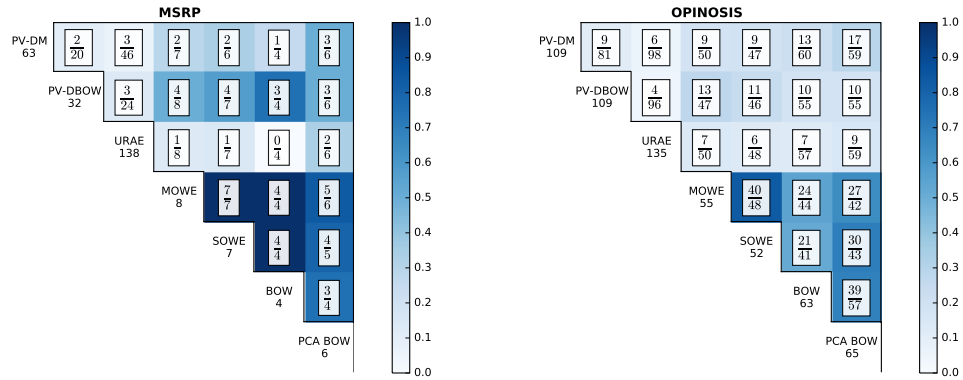 MSRP
PV-DM
63
2/20 3/46 2/7 2/6 1/4 3/6
PV-DBOW
32
3/24 4/8 4/7 3/4 3/6
URAE
138
1/8 1/7 0/4 2/6
MOWE
8
7/7 4/4 5/6
SOWE
7
4/4 4/5
BOW
4
3/4
PCA BOW
6
1.0
0.9
0.8
0.7
0.6
0.5
0.4
0.3
0.2
0.1
0.0
OPINOSIS
PV-DM
109
9/81 6/98 9/50 9/47 13/60 17/59
PV-DBOW
109
4/96 13/47 11/46 10/55 10/55
URAE
135
7/50 6/48 7/57 9/59
MOWE
55
40/48 24/44 27/42
SOWE
52
21/41 30/43
BOW
63
39/57
PCA BOW
65
1.0
0.9
0.8
0.7
0.6
0.5
0.4
0.3
0.2
0.1
0.0